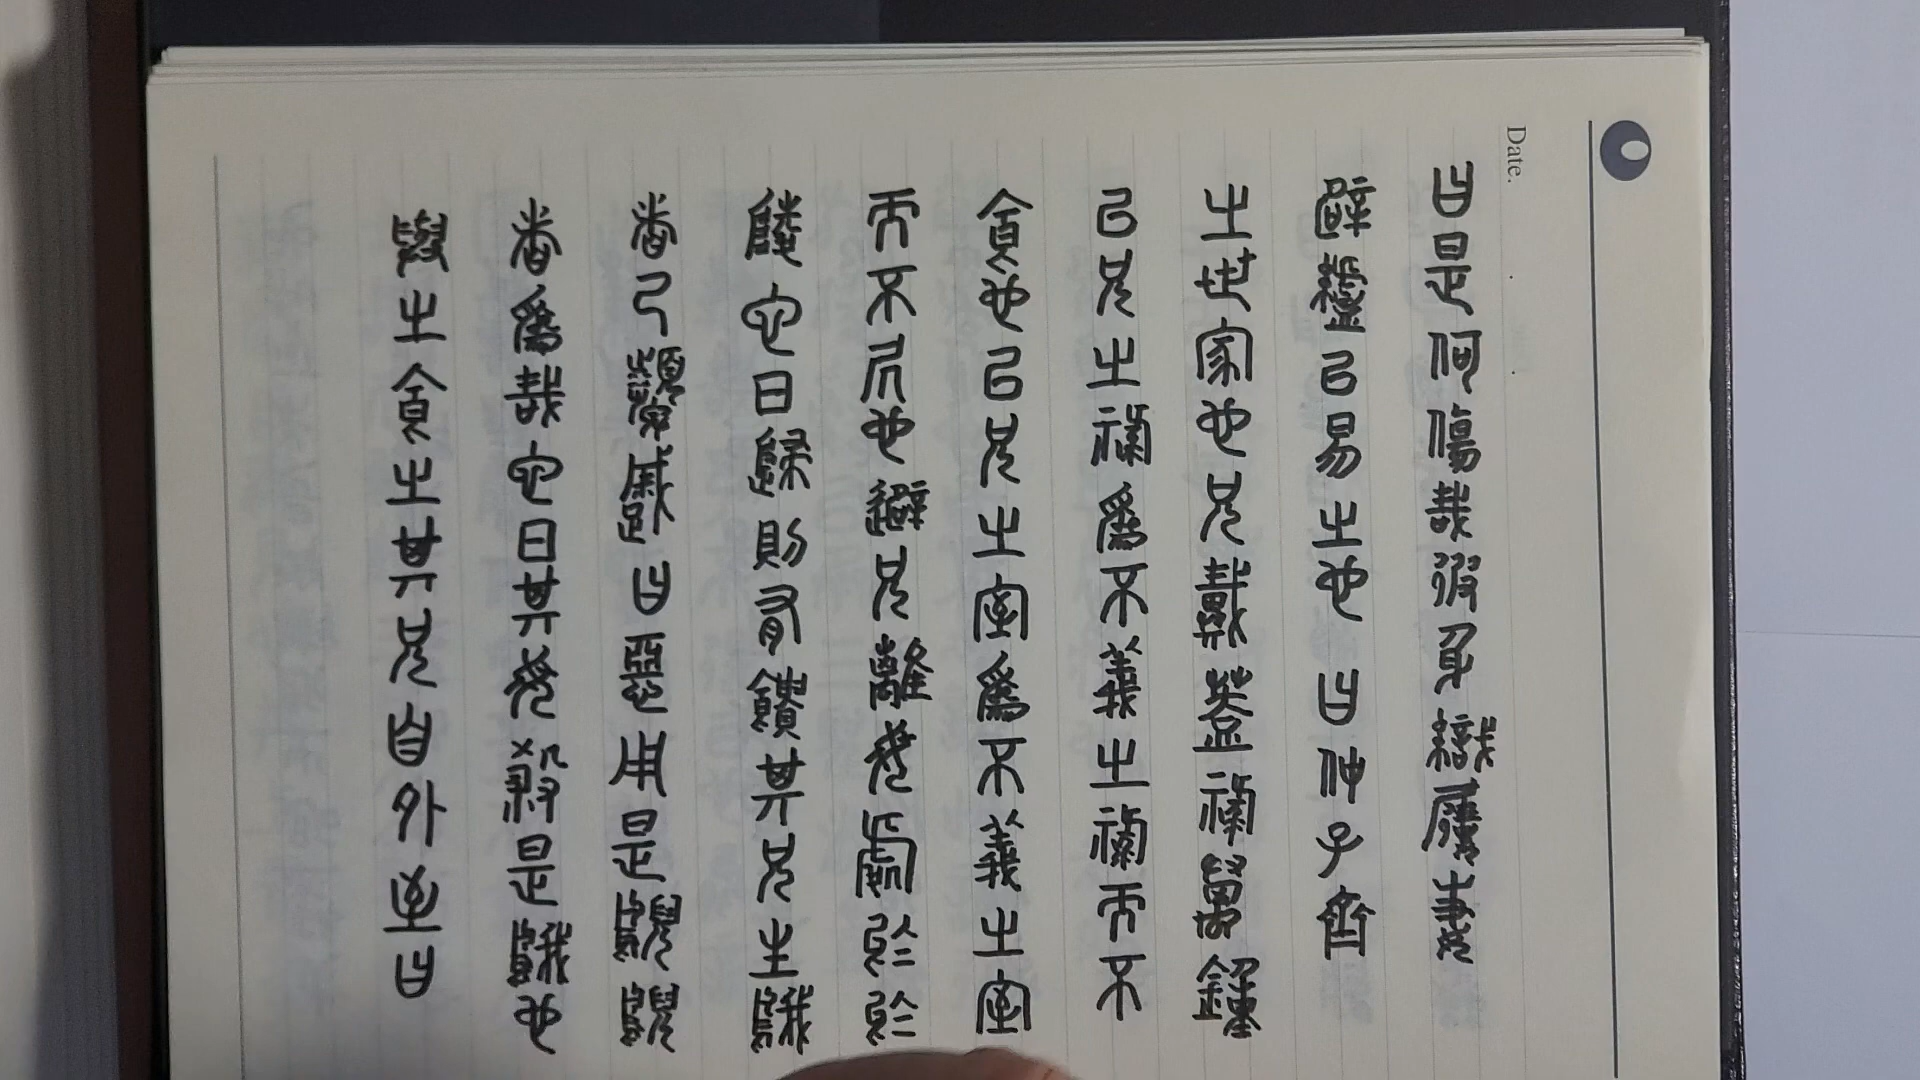 Date.
曰是何傷哉彼身織屨妻
辟纑以易之也 曰仲子齊
之世家也兄戴蓋祿萬鍾
以兄之祿爲不義之祿而不
食也以兄之室爲不義之室
而不居也避兄離母處於於
陵他日歸則有饋其兄生鵝
者己頻顣曰惡用是鶃鶃
者爲哉他日其母殺是鵝也
與之食之其兄自外至曰